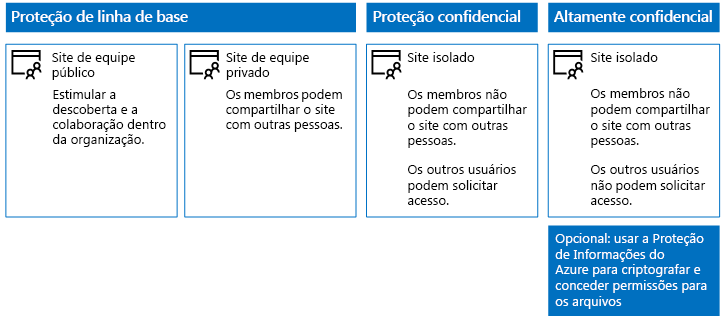 Proteção de linha de base
Site de equipe
público
Estimular a
descoberta e a
colaboração dentro
da organização.
Site de equipe
privado
Os membros podem
compartilhar o site
com outras pessoas.
Proteção confidencial
Site isolado
Os membros não
podem compartilhar
o site com outras
pessoas.
Os outros usuários
podem solicitar
acesso.
Altamente confidencial
Site isolado
Os membros não
podem compartilhar
o site com outras
pessoas.
Os outros usuários
não podem solicitar
acesso.
Opcional: usar a Proteção
de Informações do
Azure para criptografar e
conceder permissões para
os arquivos